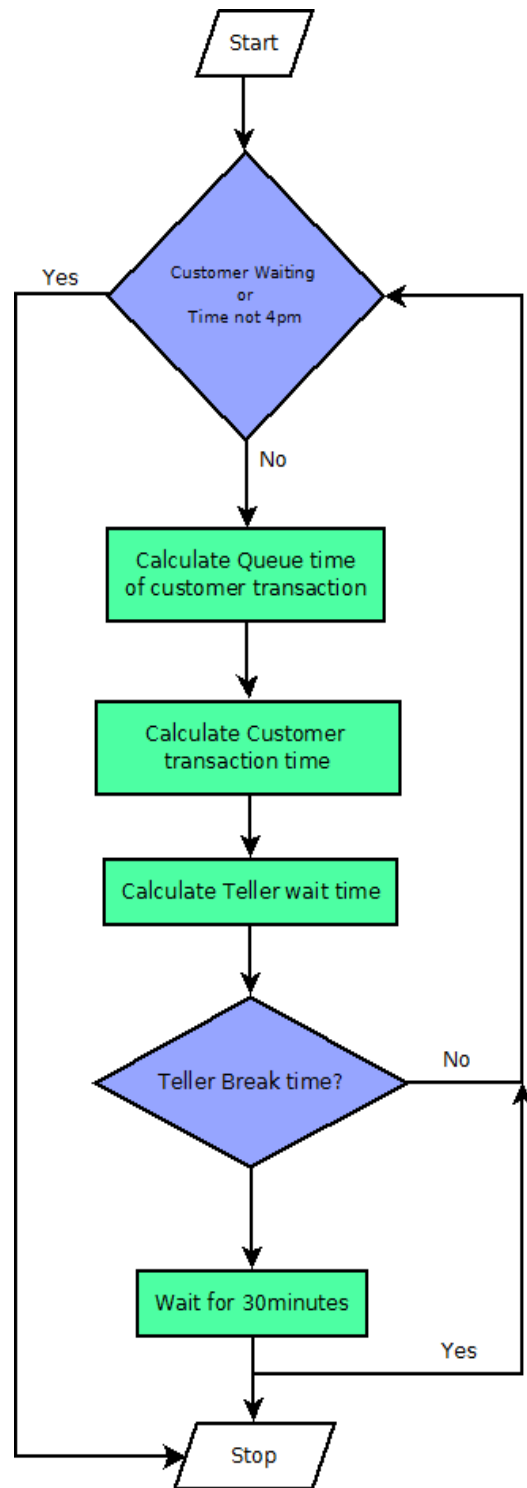 Start
Customer Waiting
or
Time not 4pm
Yes
No
Calculate Queue time
of customer transaction
Calculate Customer
transaction time
Calculate Teller wait time
Teller Break time?
No
Wait for 30minutes
Yes
Stop